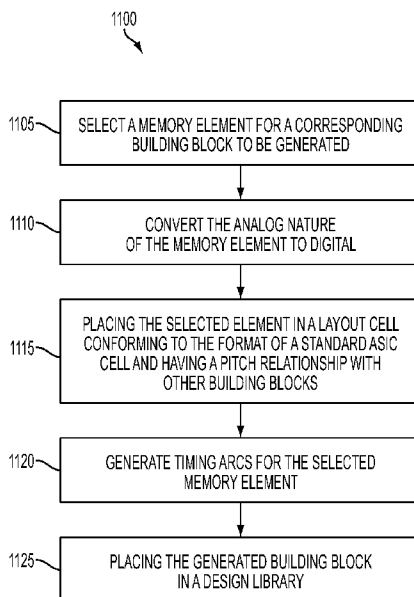 1100
1105
SELECT A MEMORY ELEMENT FOR A CORRESPONDING
BUILDING BLOCK TO BE GENERATED
1110
CONVERT THE ANALOG NATURE
OF THE MEMORY ELEMENT TO DIGITAL
1115
PLACING THE SELECTED ELEMENT IN A LAYOUT CELL
CONFORMING TO THE FORMAT OF A STANDARD ASIC
CELL AND HAVING A PITCH RELATIONSHIP WITH
OTHER BUILDING BLOCKS
1120
GENERATE TIMING ARCS FOR THE SELECTED
MEMORY ELEMENT
1125
PLACING THE GENERATED BUILDING BLOCK
IN A DESIGN LIBRARY